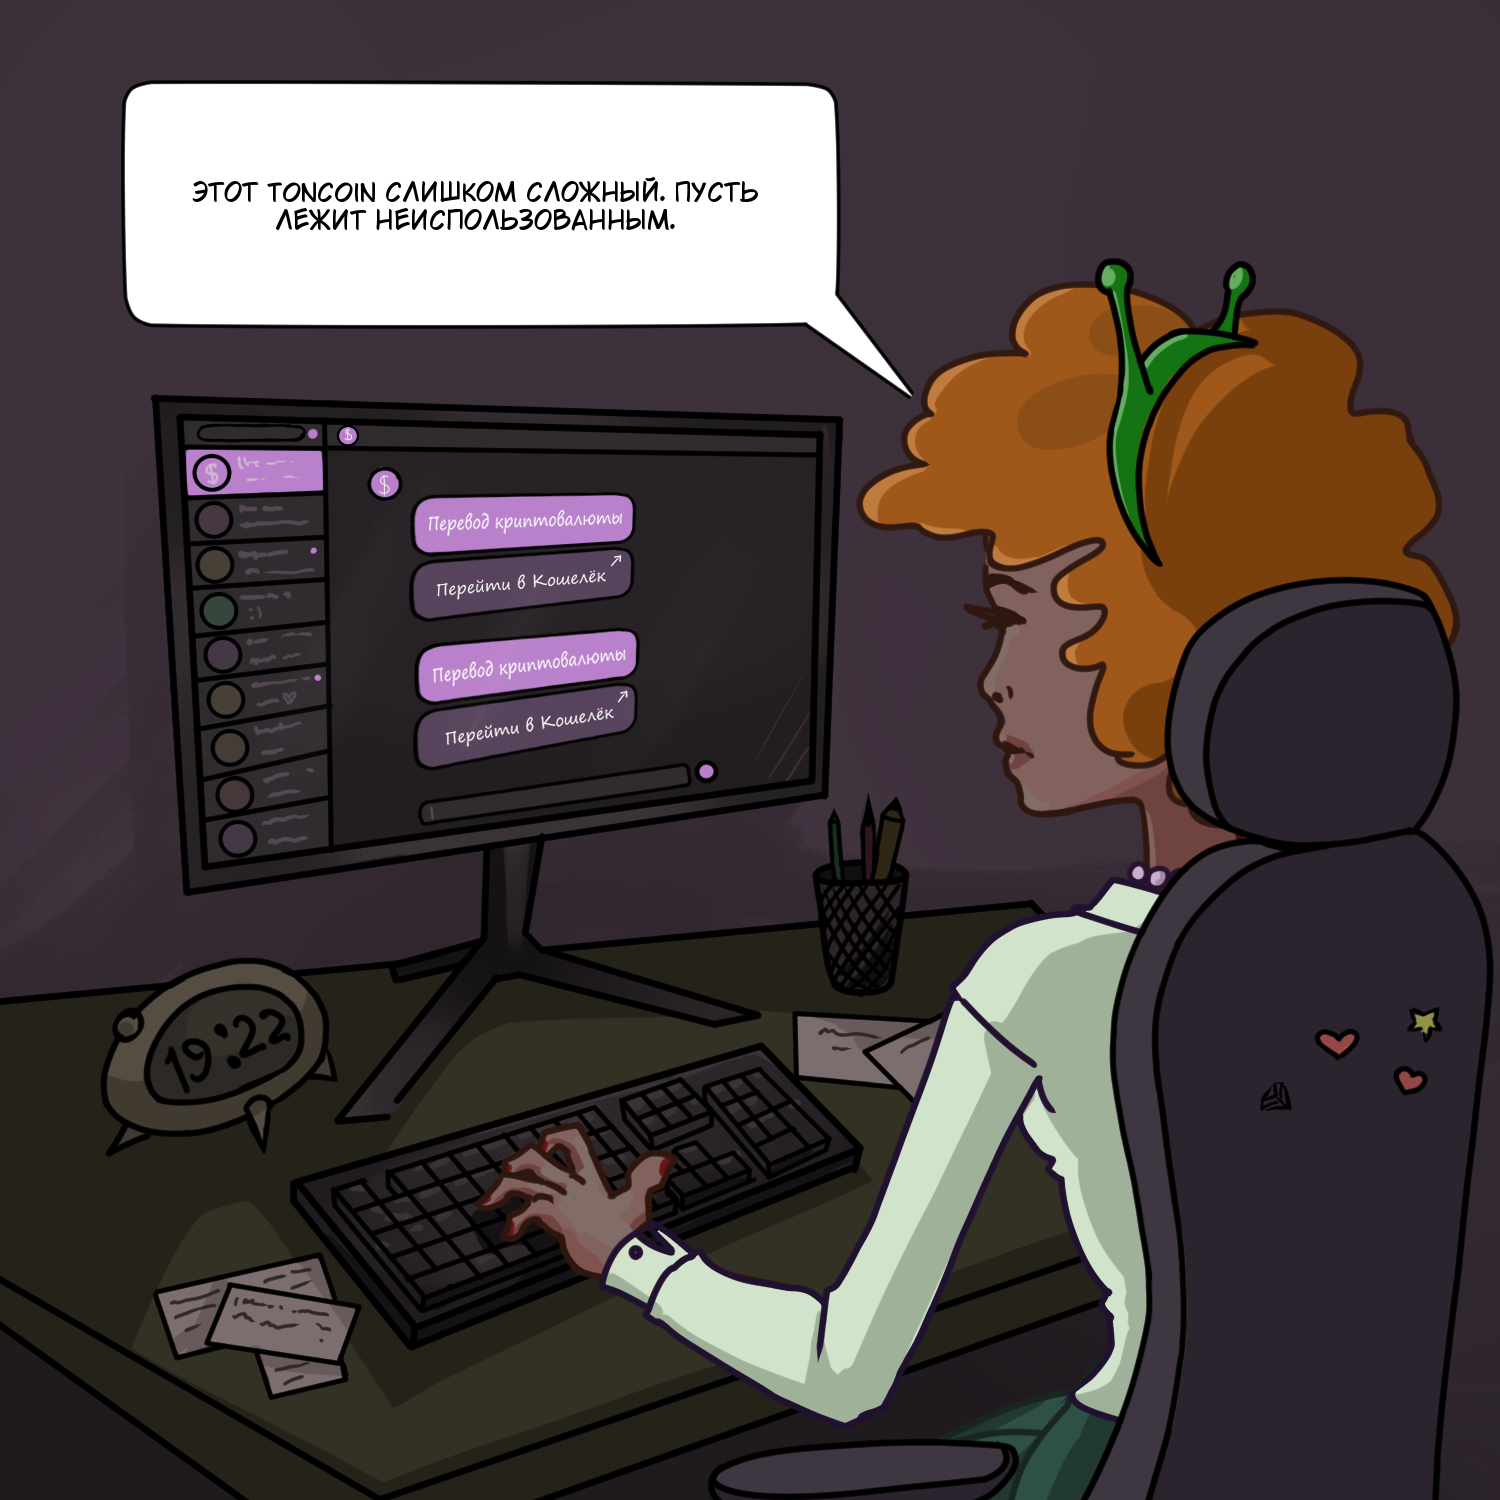 ЭТОТ TONCOIN СЛИШКОМ СЛОЖНЫЙ. ПУСТЬ
ЛЕЖИТ НЕИСПОЛЬЗОВАННЫМ.
$
$
$
:)
Перевод криптовалюты
Перейти в Кошелёк
Перевод криптовалюты
Перейти в Кошелёк
19:22